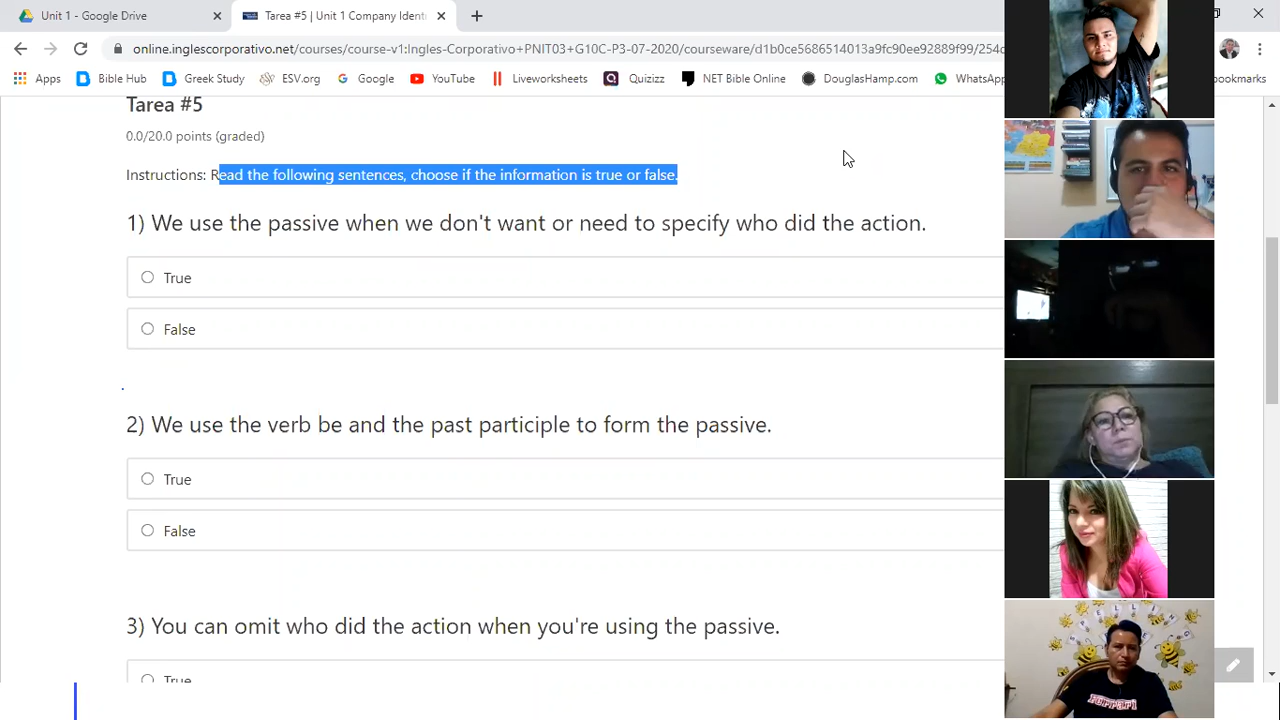 Unit 1 - Google Drive
Tarea #5 | Unit 1 Company Identi
online.inglescorporativo.net/courses/course-v1:Ingles-Corporativo+PNIT03+G10C-P3-07-2020/courseware/d1b0ce5686514013a9fc90ee92889f99/254c
Apps
Bible Hub
Greek Study
ESV.org
Google
YouTube
Liveworksheets
Quizizz
NET Bible Online
DouglasHamp.com
WhatsApp
bookmarks
Tarea #5
0.0/20.0 points (graded)
Instructions: Read the following sentences, choose if the information is true or false.
1) We use the passive when we don't want or need to specify who did the action.
True
False
.
2) We use the verb be and the past participle to form the passive.
True
False
3) You can omit who did the action when you're using the passive.
True
Ferrari